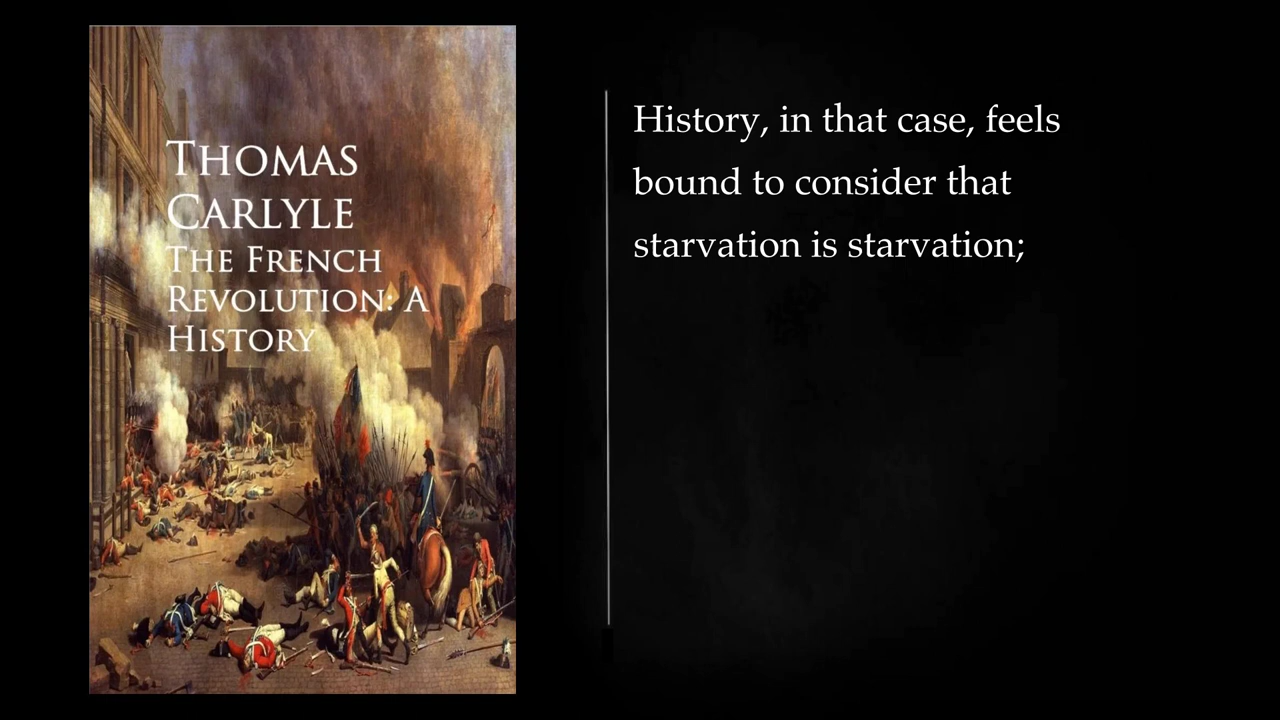 THOMAS
CARLYLE
THE FRENCH
REVOLUTION: A
HISTORY
History, in that case, feels
bound to consider that
starvation is starvation;